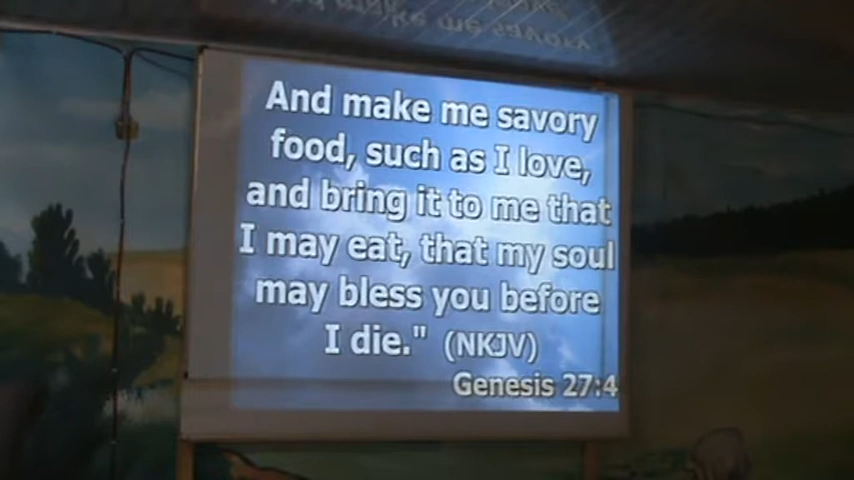 And make me savory
food, such as I love,
and bring it to me that
I may eat, that my soul
may bless you before
I die." (NKJV)
Genesis 27:4